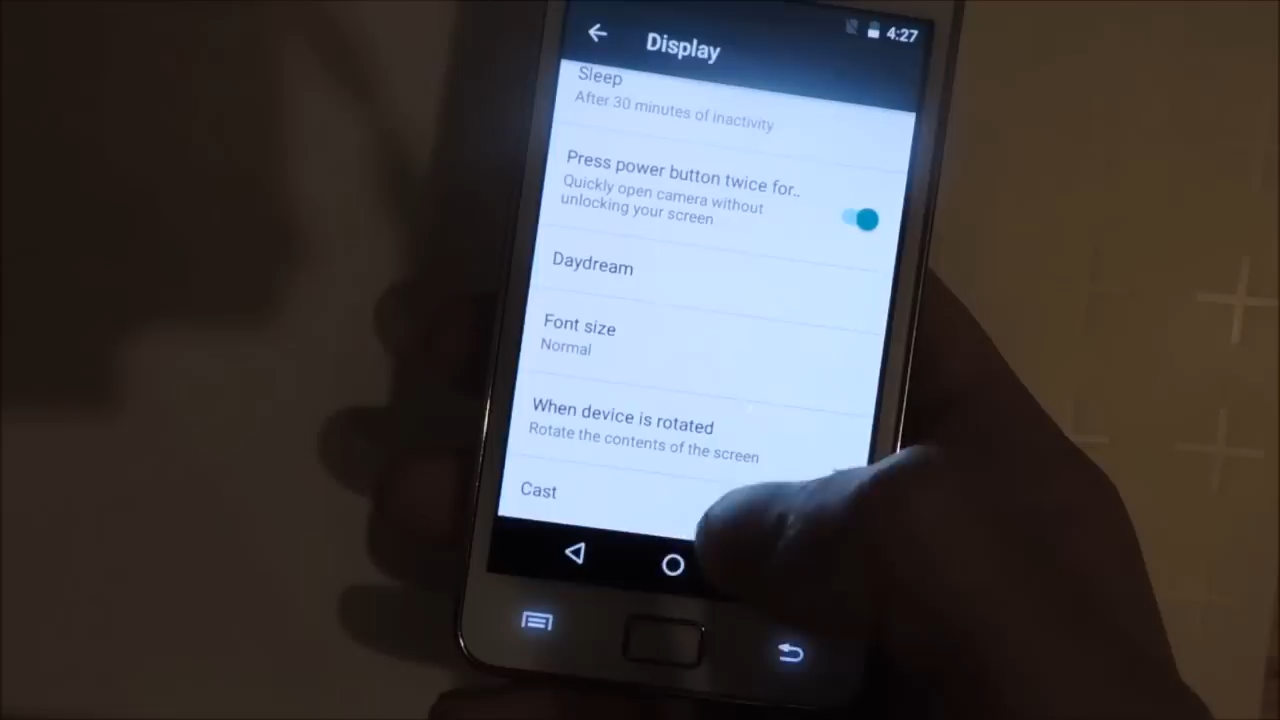 4:27
Display
Sleep
After 30 minutes of inactivity
Press power button twice for..
Quickly open camera without
unlocking your screen
Daydream
Font size
Normal
When device is rotated
Rotate the contents of the screen
Cast